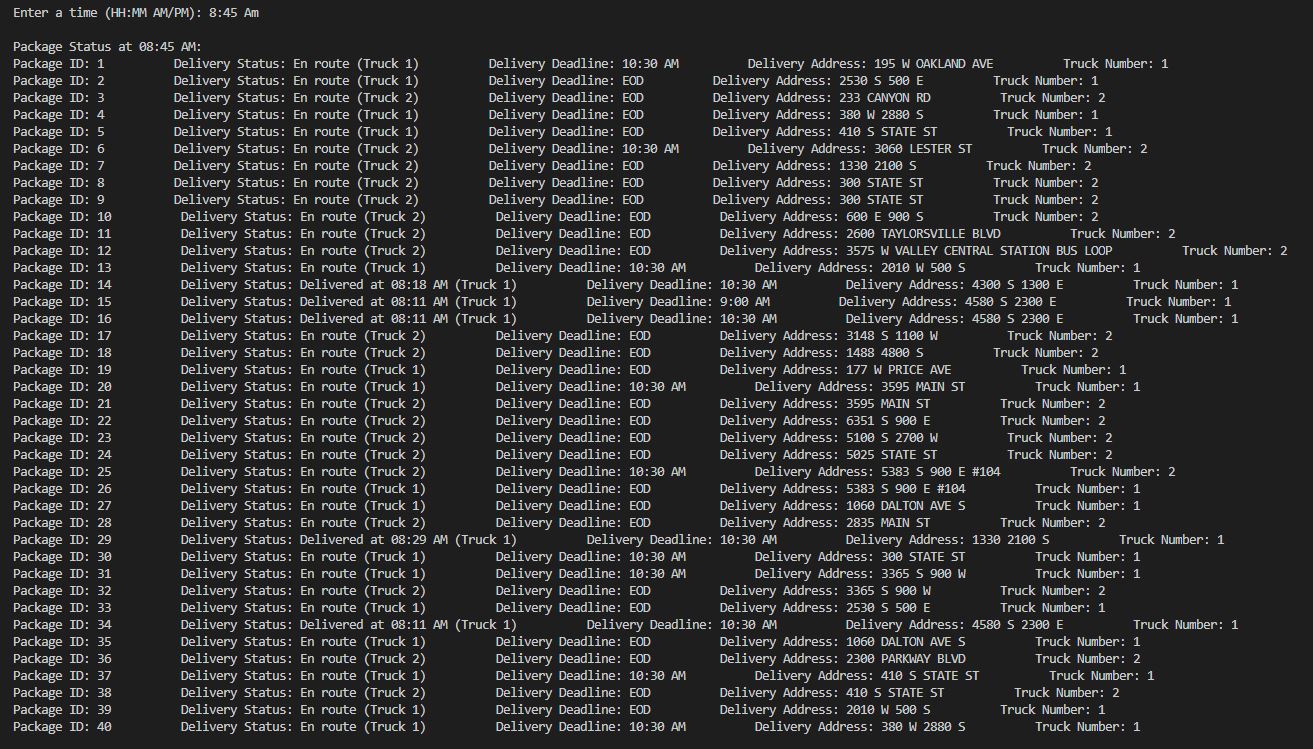 Enter a time (HH:MM AM/PM): 8:45 Am
Package Status at 08:45 AM:
Package ID: 1 Delivery Status: En route (Truck 1) Delivery Deadline: 10:30 AM Delivery Address: 195 W OAKLAND AVE Truck Number: 1
Package ID: 2 Delivery Status: En route (Truck 1) Delivery Deadline: EOD Delivery Address: 2530 S 500 E Truck Number: 1
Package ID: 3 Delivery Status: En route (Truck 2) Delivery Deadline: EOD Delivery Address: 233 CANYON RD Truck Number: 2
Package ID: 4 Delivery Status: En route (Truck 1) Delivery Deadline: EOD Delivery Address: 380 W 2880 S Truck Number: 1
Package ID: 5 Delivery Status: En route (Truck 1) Delivery Deadline: EOD Delivery Address: 410 S STATE ST Truck Number: 1
Package ID: 6 Delivery Status: En route (Truck 2) Delivery Deadline: 10:30 AM Delivery Address: 3060 LESTER ST Truck Number: 2
Package ID: 7 Delivery Status: En route (Truck 2) Delivery Deadline: EOD Delivery Address: 1330 2100 S Truck Number: 2
Package ID: 8 Delivery Status: En route (Truck 2) Delivery Deadline: EOD Delivery Address: 300 STATE ST Truck Number: 2
Package ID: 9 Delivery Status: En route (Truck 2) Delivery Deadline: EOD Delivery Address: 300 STATE ST Truck Number: 2
Package ID: 10 Delivery Status: En route (Truck 2) Delivery Deadline: EOD Delivery Address: 600 E 900 S Truck Number: 2
Package ID: 11 Delivery Status: En route (Truck 2) Delivery Deadline: EOD Delivery Address: 2600 TAYLORSVILLE BLVD Truck Number: 2
Package ID: 12 Delivery Status: En route (Truck 2) Delivery Deadline: EOD Delivery Address: 3575 W VALLEY CENTRAL STATION BUS LOOP Truck Number: 2
Package ID: 13 Delivery Status: En route (Truck 1) Delivery Deadline: 10:30 AM Delivery Address: 2010 W 500 S Truck Number: 1
Package ID: 14 Delivery Status: Delivered at 08:18 AM (Truck 1) Delivery Deadline: 10:30 AM Delivery Address: 4300 S 1300 E Truck Number: 1
Package ID: 15 Delivery Status: Delivered at 08:11 AM (Truck 1) Delivery Deadline: 9:00 AM Delivery Address: 4580 S 2300 E Truck Number: 1
Package ID: 16 Delivery Status: Delivered at 08:11 AM (Truck 1) Delivery Deadline: 10:30 AM Delivery Address: 4580 S 2300 E Truck Number: 1
Package ID: 17 Delivery Status: En route (Truck 2) Delivery Deadline: EOD Delivery Address: 3148 S 1100 W Truck Number: 2
Package ID: 18 Delivery Status: En route (Truck 2) Delivery Deadline: EOD Delivery Address: 1488 4800 S Truck Number: 2
Package ID: 19 Delivery Status: En route (Truck 1) Delivery Deadline: EOD Delivery Address: 177 W PRICE AVE Truck Number: 1
Package ID: 20 Delivery Status: En route (Truck 1) Delivery Deadline: 10:30 AM Delivery Address: 3595 MAIN ST Truck Number: 1
Package ID: 21 Delivery Status: En route (Truck 2) Delivery Deadline: EOD Delivery Address: 3595 MAIN ST Truck Number: 2
Package ID: 22 Delivery Status: En route (Truck 2) Delivery Deadline: EOD Delivery Address: 6351 S 900 E Truck Number: 2
Package ID: 23 Delivery Status: En route (Truck 2) Delivery Deadline: EOD Delivery Address: 5100 S 2700 W Truck Number: 2
Package ID: 24 Delivery Status: En route (Truck 2) Delivery Deadline: EOD Delivery Address: 5025 STATE ST Truck Number: 2
Package ID: 25 Delivery Status: En route (Truck 2) Delivery Deadline: 10:30 AM Delivery Address: 5383 S 900 E #104 Truck Number: 2
Package ID: 26 Delivery Status: En route (Truck 1) Delivery Deadline: EOD Delivery Address: 5383 S 900 E #104 Truck Number: 1
Package ID: 27 Delivery Status: En route (Truck 1) Delivery Deadline: EOD Delivery Address: 1060 DALTON AVE S Truck Number: 1
Package ID: 28 Delivery Status: En route (Truck 2) Delivery Deadline: EOD Delivery Address: 2835 MAIN ST Truck Number: 2
Package ID: 29 Delivery Status: Delivered at 08:29 AM (Truck 1) Delivery Deadline: 10:30 AM Delivery Address: 1330 2100 S Truck Number: 1
Package ID: 30 Delivery Status: En route (Truck 1) Delivery Deadline: 10:30 AM Delivery Address: 300 STATE ST Truck Number: 1
Package ID: 31 Delivery Status: En route (Truck 1) Delivery Deadline: 10:30 AM Delivery Address: 3365 S 900 W Truck Number: 1
Package ID: 32 Delivery Status: En route (Truck 2) Delivery Deadline: EOD Delivery Address: 3365 S 900 W Truck Number: 2
Package ID: 33 Delivery Status: En route (Truck 1) Delivery Deadline: EOD Delivery Address: 2530 S 500 E Truck Number: 1
Package ID: 34 Delivery Status: Delivered at 08:11 AM (Truck 1) Delivery Deadline: 10:30 AM Delivery Address: 4580 S 2300 E Truck Number: 1
Package ID: 35 Delivery Status: En route (Truck 1) Delivery Deadline: EOD Delivery Address: 1060 DALTON AVE S Truck Number: 1
Package ID: 36 Delivery Status: En route (Truck 2) Delivery Deadline: EOD Delivery Address: 2300 PARKWAY BLVD Truck Number: 2
Package ID: 37 Delivery Status: En route (Truck 1) Delivery Deadline: 10:30 AM Delivery Address: 410 S STATE ST Truck Number: 1
Package ID: 38 Delivery Status: En route (Truck 2) Delivery Deadline: EOD Delivery Address: 410 S STATE ST Truck Number: 2
Package ID: 39 Delivery Status: En route (Truck 1) Delivery Deadline: EOD Delivery Address: 2010 W 500 S Truck Number: 1
Package ID: 40 Delivery Status: En route (Truck 1) Delivery Deadline: 10:30 AM Delivery Address: 380 W 2880 S Truck Number: 1